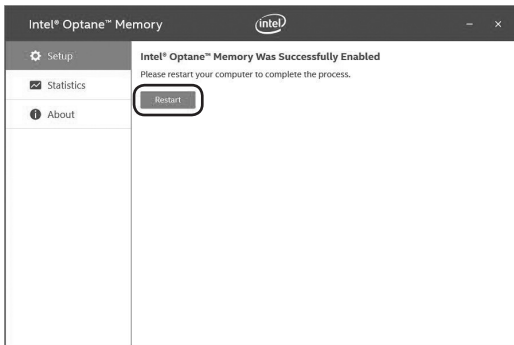 Intel® Optane™ Memory
intel
Setup
Statistics
About
Intel® Optane™ Memory Was Successfully Enabled
Please restart your computer to complete the process.
Restart